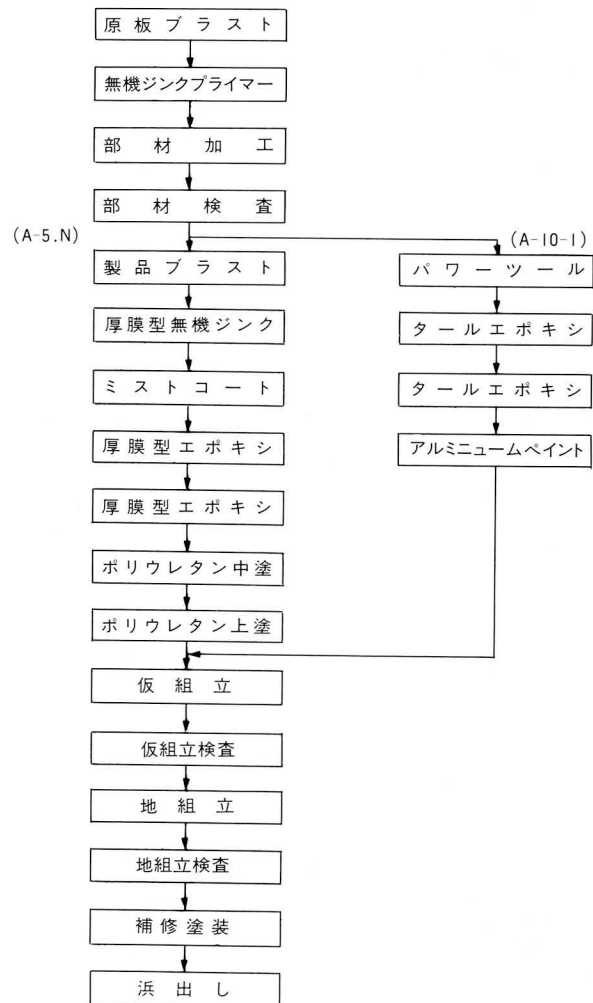 原板ブラスト
無機ジンクプライマー
部材加工
部材検査
(A-5.N)
(A-10-1)
製品ブラスト
パワーツール
厚膜型無機ジンク
タールエポキシ
ミストコート
タールエポキシ
厚膜型エポキシ
アルミニュームペイント
厚膜型エポキシ
ポリウレタン中塗
ポリウレタン上塗
仮組立
仮組立検査
地組立
地組立検査
補修塗装
浜出し